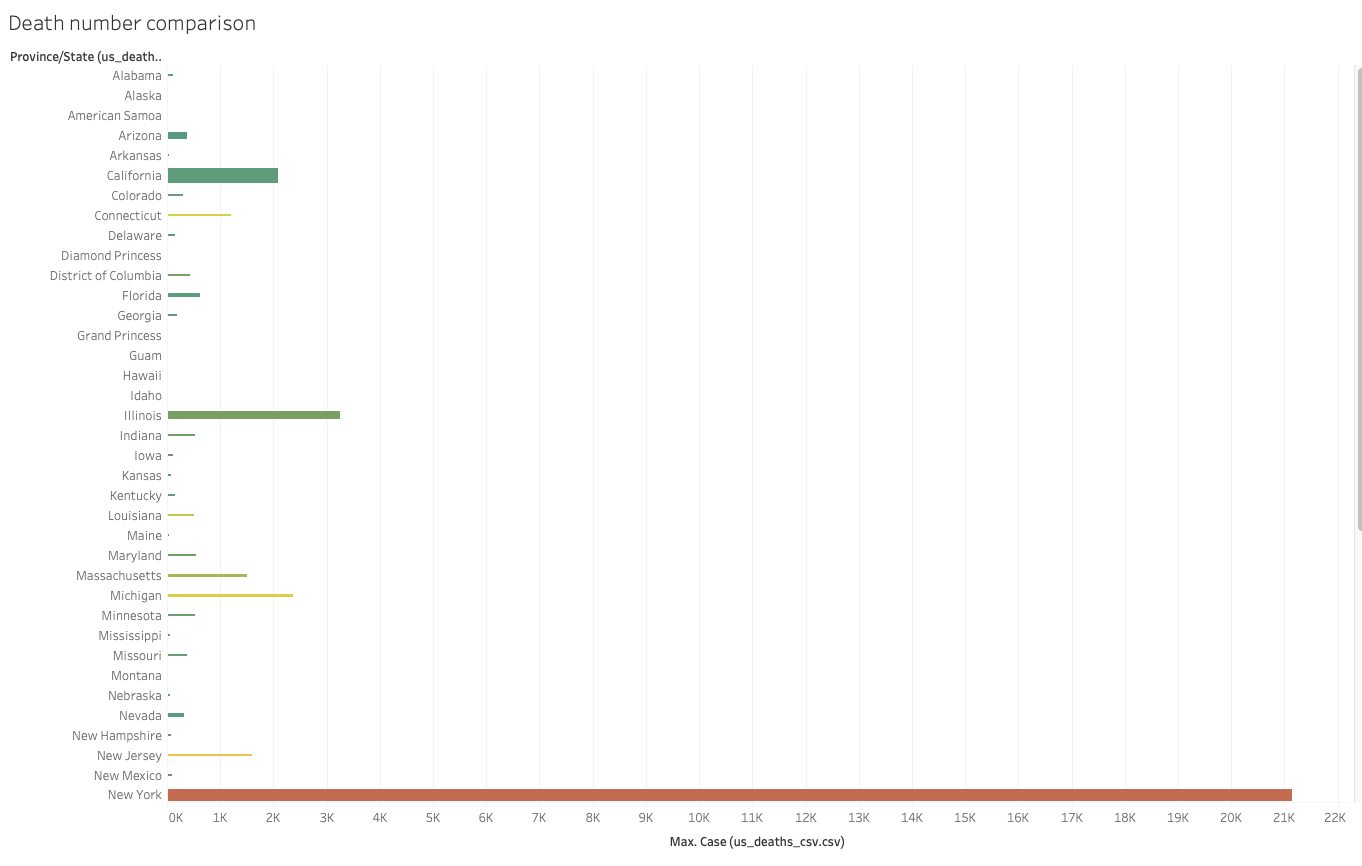 Death number comparison
Province/State (us_death..
Alabama
Alaska
American Samoa
Arizona
Arkansas
California
Colorado
Connecticut
Delaware
Diamond Princess
District of Columbia
Florida
Georgia
Grand Princess
Guam
Hawaii
Idaho
Illinois
Indiana
Iowa
Kansas
Kentucky
Louisiana
Maine
Maryland
Massachusetts
Michigan
Minnesota
Mississippi
Missouri
Montana
Nebraska
Nevada
New Hampshire
New Jersey
New Mexico
New York
0K 1K 2K 3K 4K 5K 6K 7K 8K 9K 10K 11K 12K 13K 14K 15K 16K 17K 18K 19K 20K 21K 22K
Max. Case (us_deaths_csv.csv)